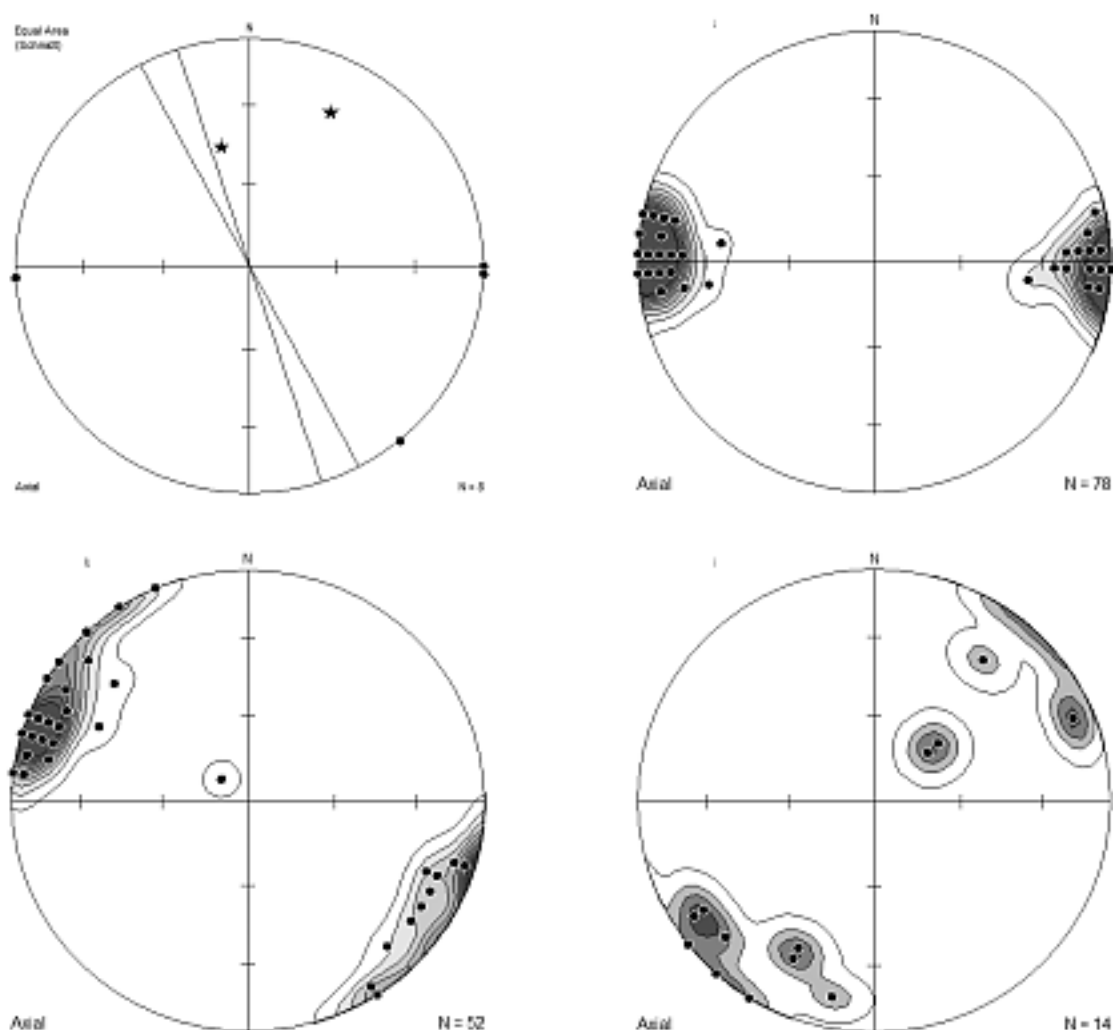 Equal Area
(Schmidt)
N
N
Axial
Axial
N = 78
N
N
Axial
N = 52
Axial
N = 14